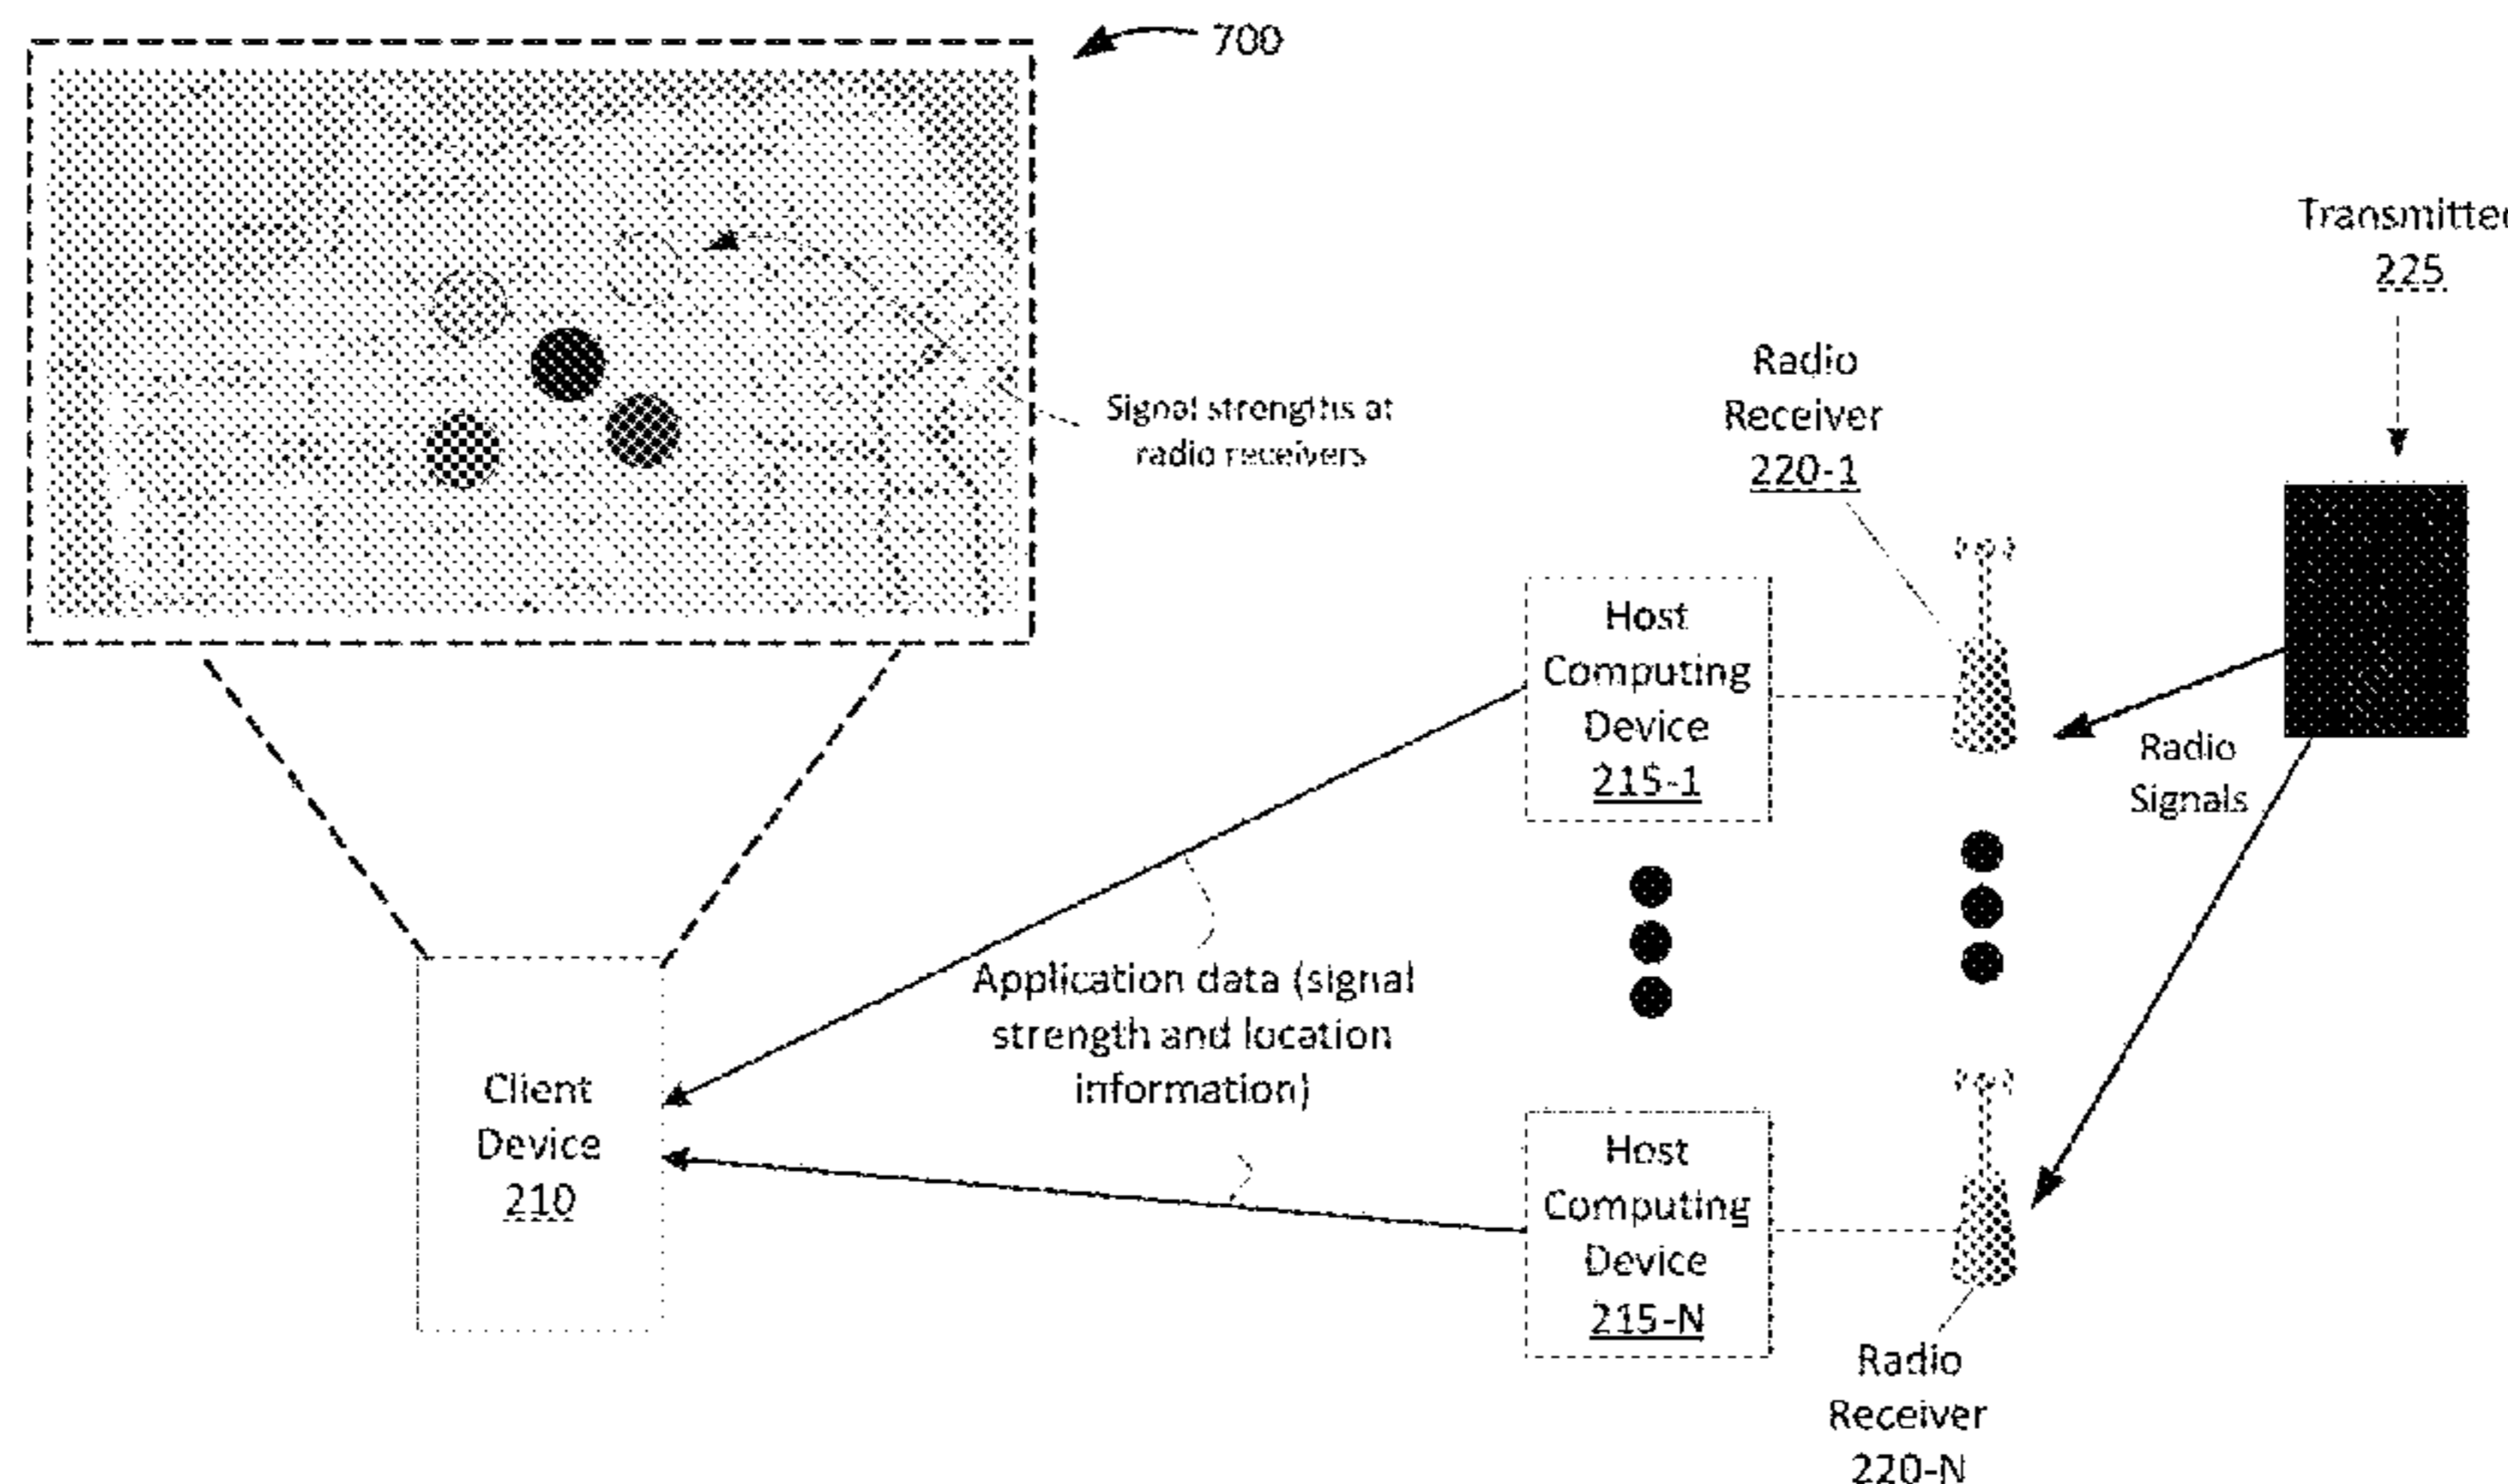 700
Signal strengths at
radio receivers
Transmitter
225
Radio
Receiver
220-1
Host
Computing
Device
215-1
Radio
Signals
Application data (signal
strength and location
information)
Client
Device
210
Host
Computing
Device
215-N
Radio
Receiver
220-N